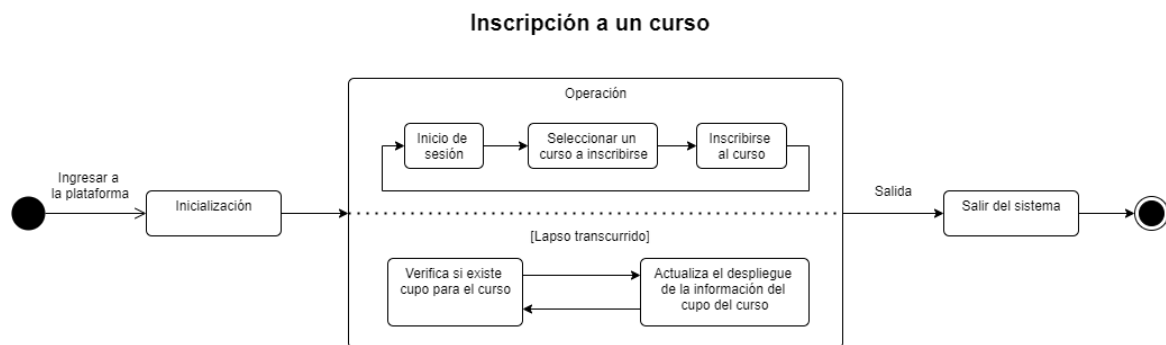 Inscripción a un curso
Operación
Inicio de
sesión
Seleccionar un
curso a inscribirse
Inscribirse
al curso
Ingresar a
la plataforma
Inicialización
Salida
Salir del sistema
[Lapso transcurrido]
Verifica si existe
cupo para el curso
Actualiza el despliegue
de la información del
cupo del curso